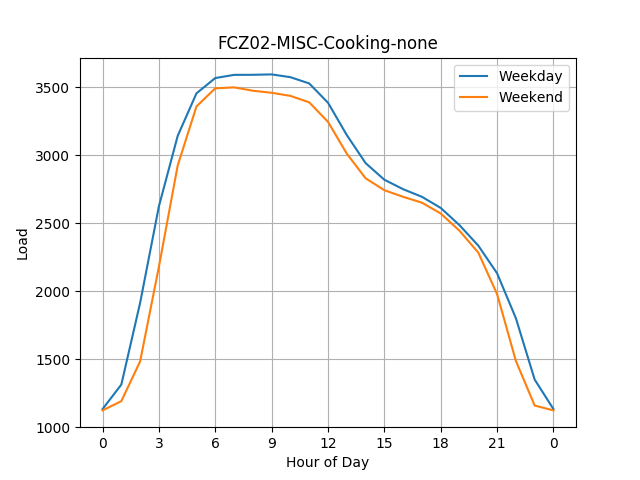 FCZ02-MISC-Cooking-none
Weekday
Weekend
3500
3000
2500
2000
1500
1000
Load
0 3 6 9 12 15 18 21 0
Hour of Day